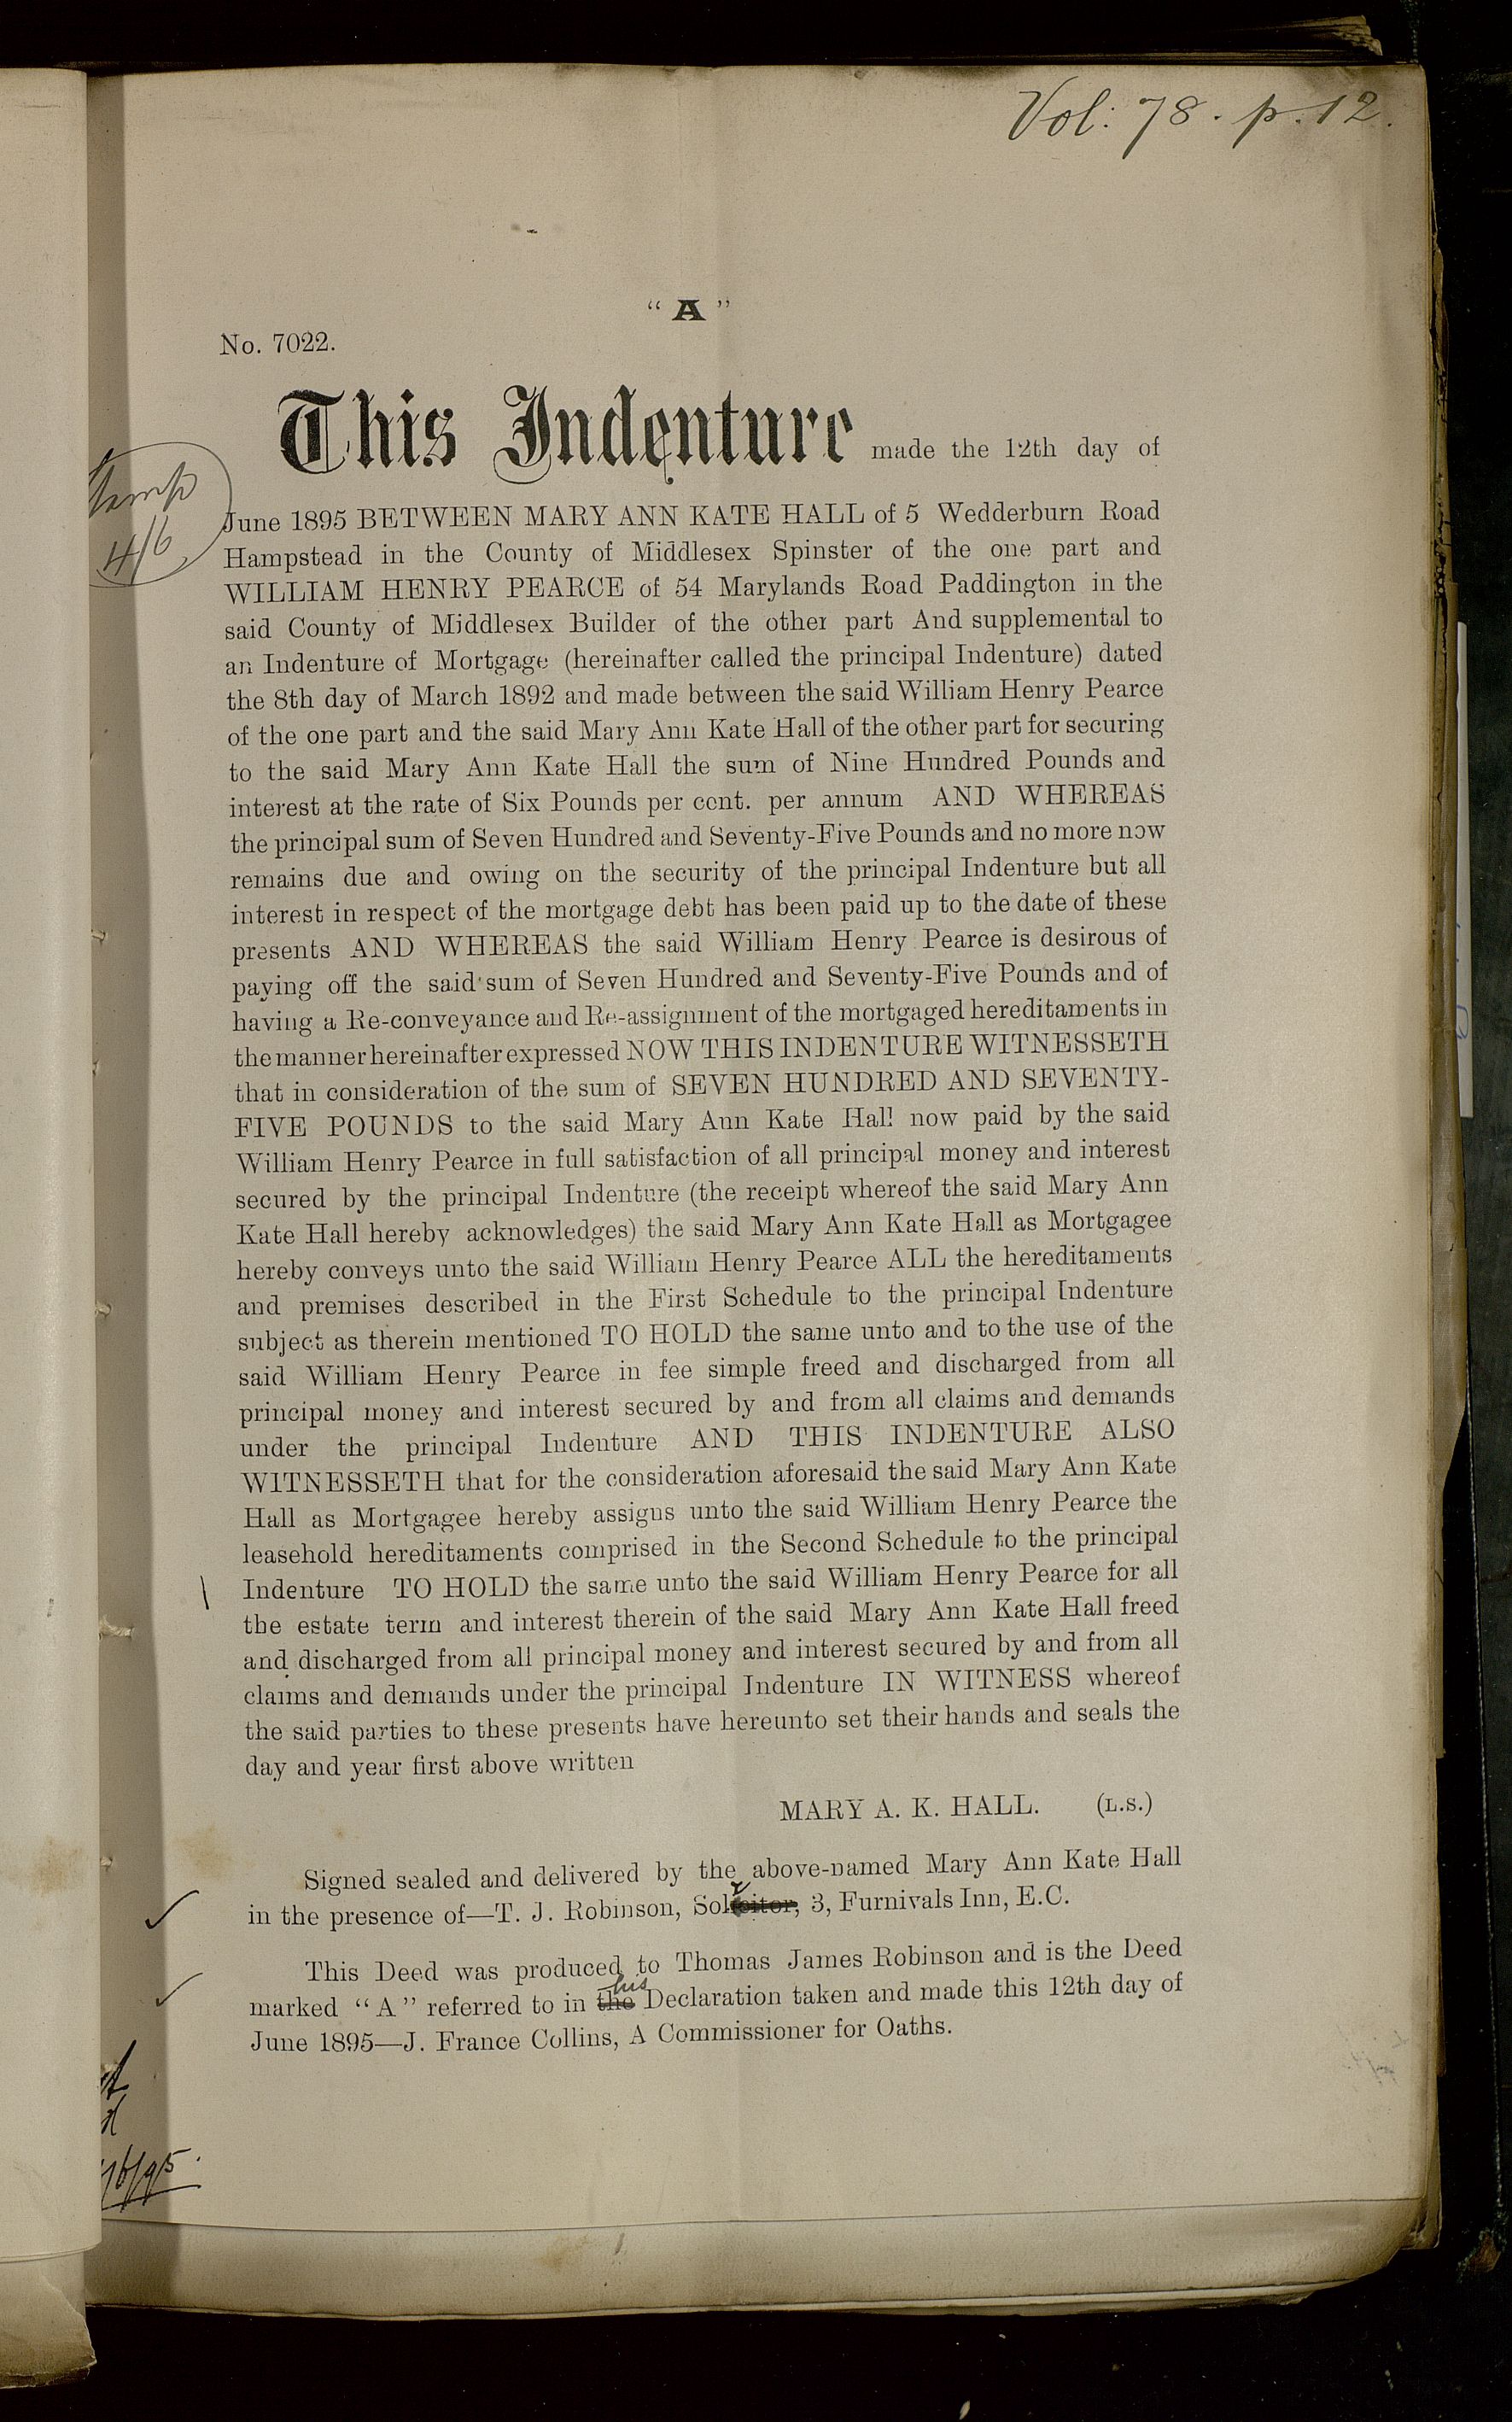 Vol: 78. p. 12.
“A”
No. 7022.
This Indenture made the 12th day of
Stamp
4/6
June 1895 BETWEEN MARY ANN KATE HALL of 5 Wedderburn Road
Hampstead in the County of Middlesex Spinster of the one part and
WILLIAM HENRY PEARCE of 54 Marylands Road Paddington in the
said County of Middlesex Builder of the other part And supplemental to
an Indenture of Mortgage (hereinafter called the principal Indenture) dated
the 8th day of March 1892 and made between the said William Henry Pearce
of the one part and the said Mary Ann Kate Hall of the other part for securing
to the said Mary Ann Kate Hall the sum of Nine Hundred Pounds and
interest at the rate of Six Pounds per cent. per annum AND WHEREAS
the principal sum of Seven Hundred and Seventy-Five Pounds and no more now
remains due and owing on the security of the principal Indenture but all
interest in respect of the mortgage debt has been paid up to the date of these
presents AND WHEREAS the said William Henry Pearce is desirous of
paying off the said sum of Seven Hundred and Seventy-Five Pounds and of
having a Re-conveyance and Re-assignment of the mortgaged hereditaments in
the manner hereinafter expressed NOW THIS INDENTURE WITNESSETH
that in consideration of the sum of SEVEN HUNDRED AND SEVENTY-
FIVE POUNDS to the said Mary Ann Kate Hall now paid by the said
William Henry Pearce in full satisfaction of all principal money and interest
secured by the principal Indenture (the receipt whereof the said Mary Ann
Kate Hall hereby acknowledges) the said Mary Ann Kate Hall as Mortgagee
hereby conveys unto the said William Henry Pearce ALL the hereditaments
and premises described in the First Schedule to the principal Indenture
subject as therein mentioned TO HOLD the same unto and to the use of the
said William Henry Pearce in fee simple freed and discharged from all
principal money and interest secured by and from all claims and demands
under the principal Indenture AND THIS INDENTURE ALSO
WITNESSETH that for the consideration aforesaid the said Mary Ann Kate
Hall as Mortgagee hereby assigns unto the said William Henry Pearce the
leasehold hereditaments comprised in the Second Schedule to the principal
Indenture TO HOLD the same unto the said William Henry Pearce for all
the estate term and interest therein of the said Mary Ann Kate Hall freed
and discharged from all principal money and interest secured by and from all
claims and demands under the principal Indenture IN WITNESS whereof
the said parties to these presents have hereunto set their hands and seals the
day and year first above written
MARY A. K. HALL. (L.S.)
Signed sealed and delivered by the above-named Mary Ann Kate Hall
in the presence of—T. J. Robinson, Solicitor, 3, Furnivals Inn, E.C.
This Deed was produced to Thomas James Robinson and is the Deed
his
marked “A” referred to in the Declaration taken and made this 12th day of
June 1895—J. France Collins, A Commissioner for Oaths.
6/95.